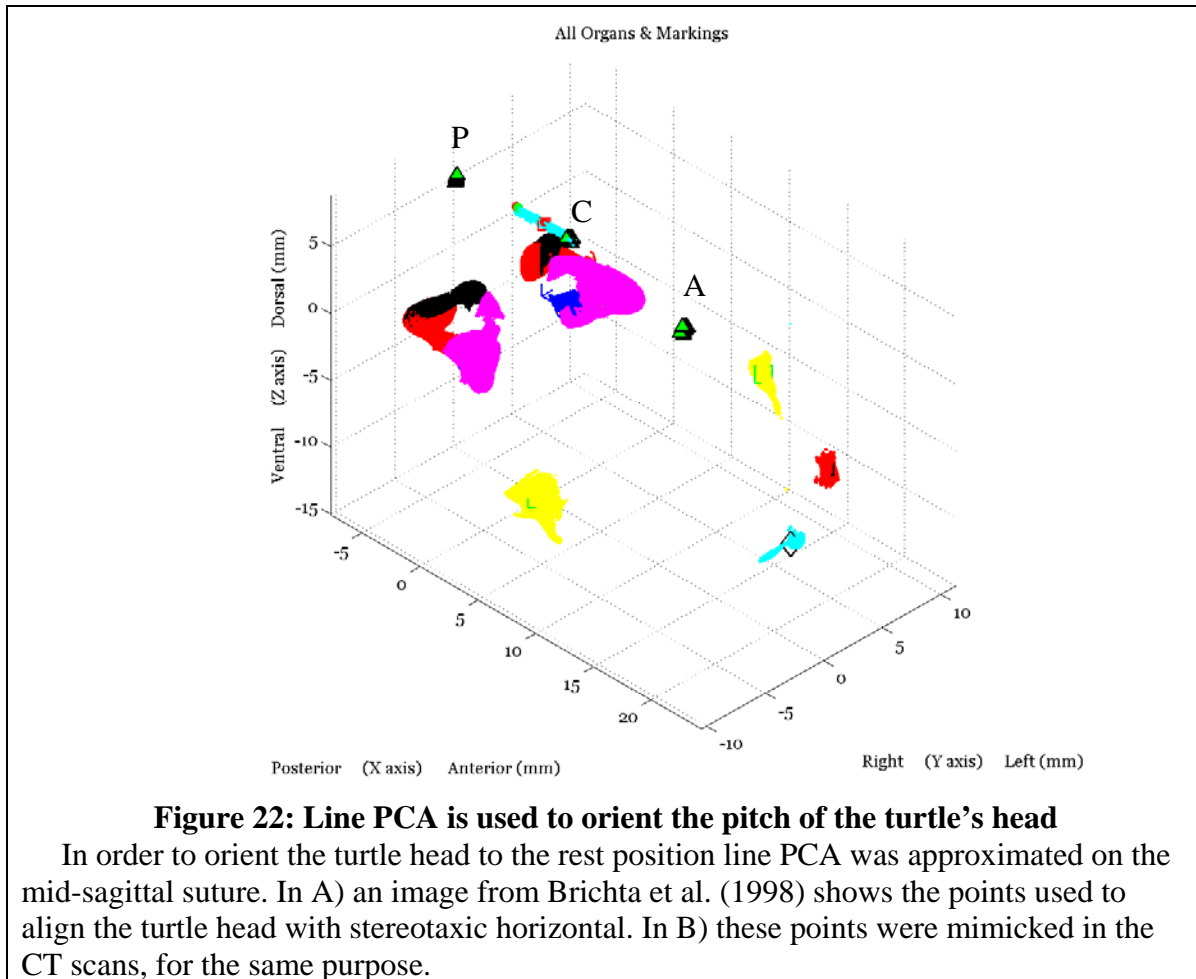 All Organs & Markings
P
C
A
5
0
-5
-10
-15
Ventral (Z axis) Dorsal (mm)
-5
0
5
10
15
20
-10
-5
0
5
10
Posterior (X axis) Anterior (mm)
Right (Y axis) Left (mm)
Figure 22: Line PCA is used to orient the pitch of the turtle's head
In order to orient the turtle head to the rest position line PCA was approximated on the
mid-sagittal suture. In A) an image from Brichta et al. (1998) shows the points used to
align the turtle head with stereotaxic horizontal. In B) these points were mimicked in the
CT scans, for the same purpose.